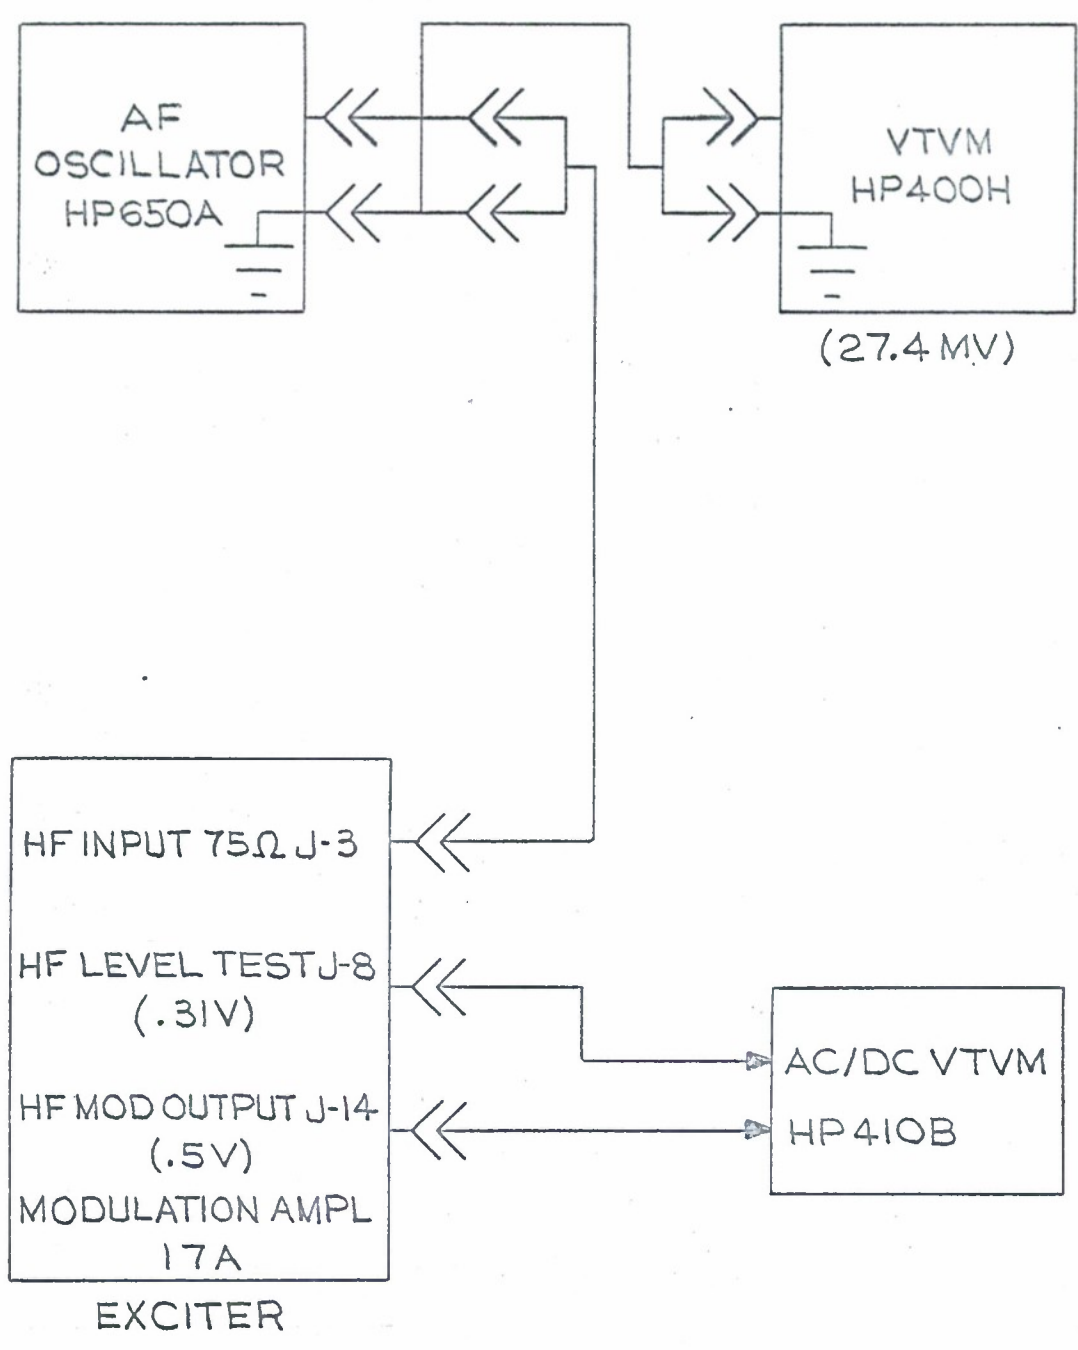 AF
OSCILLATOR
HP650A
VTVM
HP400H
(27.4 MV)
HF INPUT 75Ω J-3
HF LEVEL TEST J-8
(.31V)
HF MOD OUTPUT J-14
(.5V)
MODULATION AMPL
17A
EXCITER
AC/DC VTVM
HP410B